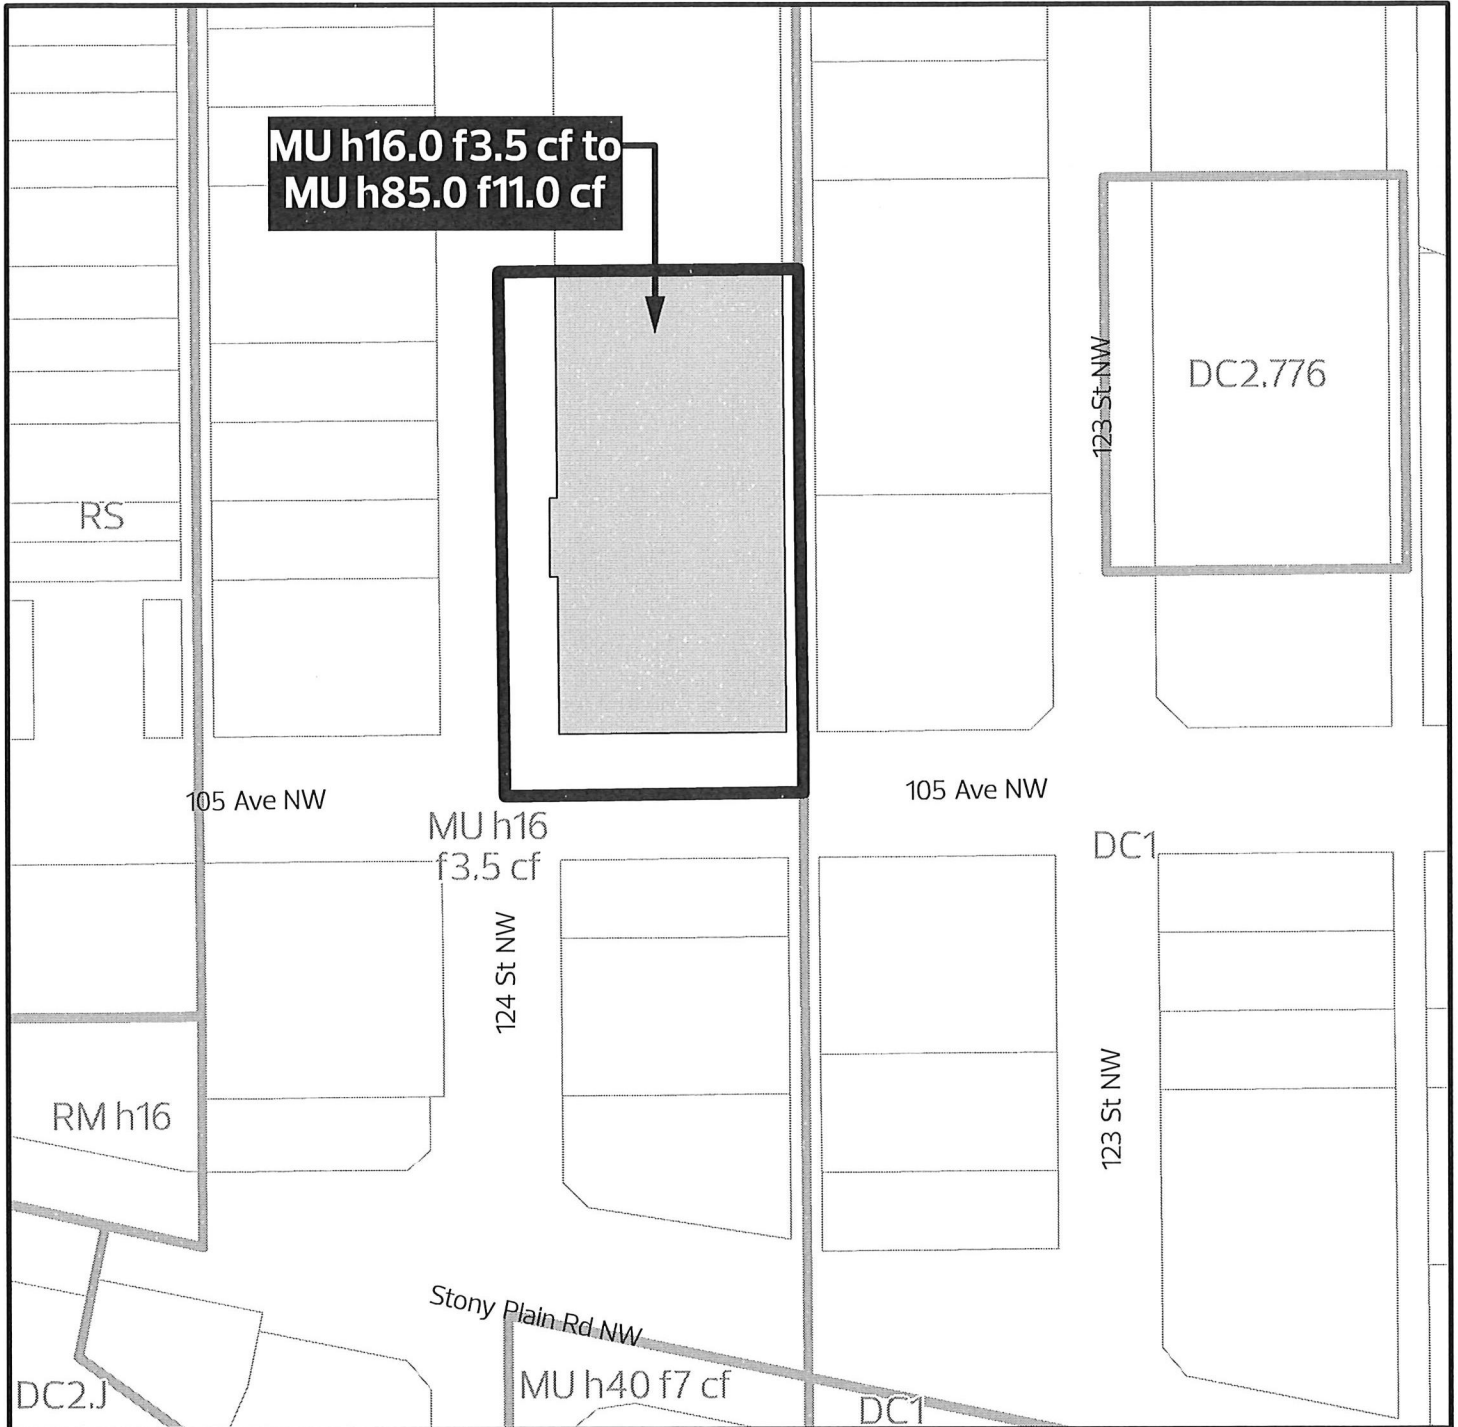 MU h16.0 f3.5 cf to
MU h85.0 f11.0 cf
123 St NW
DC2.776
RS
105 Ave NW
105 Ave NW
MU h16
f3.5 cf
DC1
124 St NW
123 St NW
RM h16
Stony Plain Rd NW
DC2.J
MU h40 f7 cf
DC1